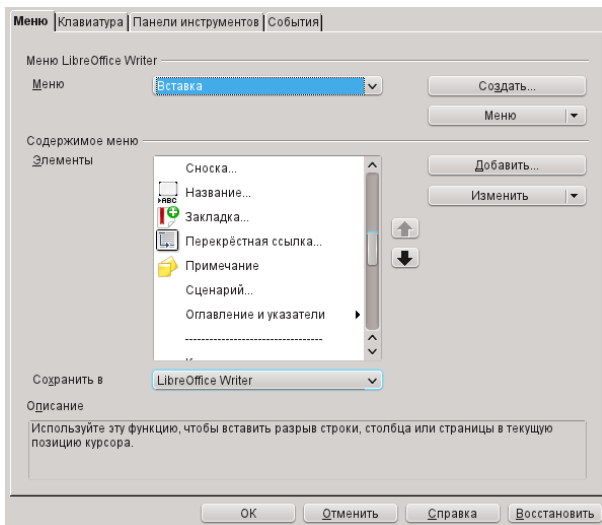 Меню Клавиатура Панели инструментов События
Меню LibreOffice Writer
Меню Вставка Создать...
Меню
Содержимое меню
Элементы Добавить...
Изменить
Сноска...
ABC Название...
Закладка...
Перекрёстная ссылка...
Примечание
Сценарий...
Оглавление и указатели
Сохранить в LibreOffice Writer
Описание
Используйте эту функцию, чтобы вставить разрыв строки, столбца или страницы в текущую
позицию курсора.
OK Отменить Справка Восстановить